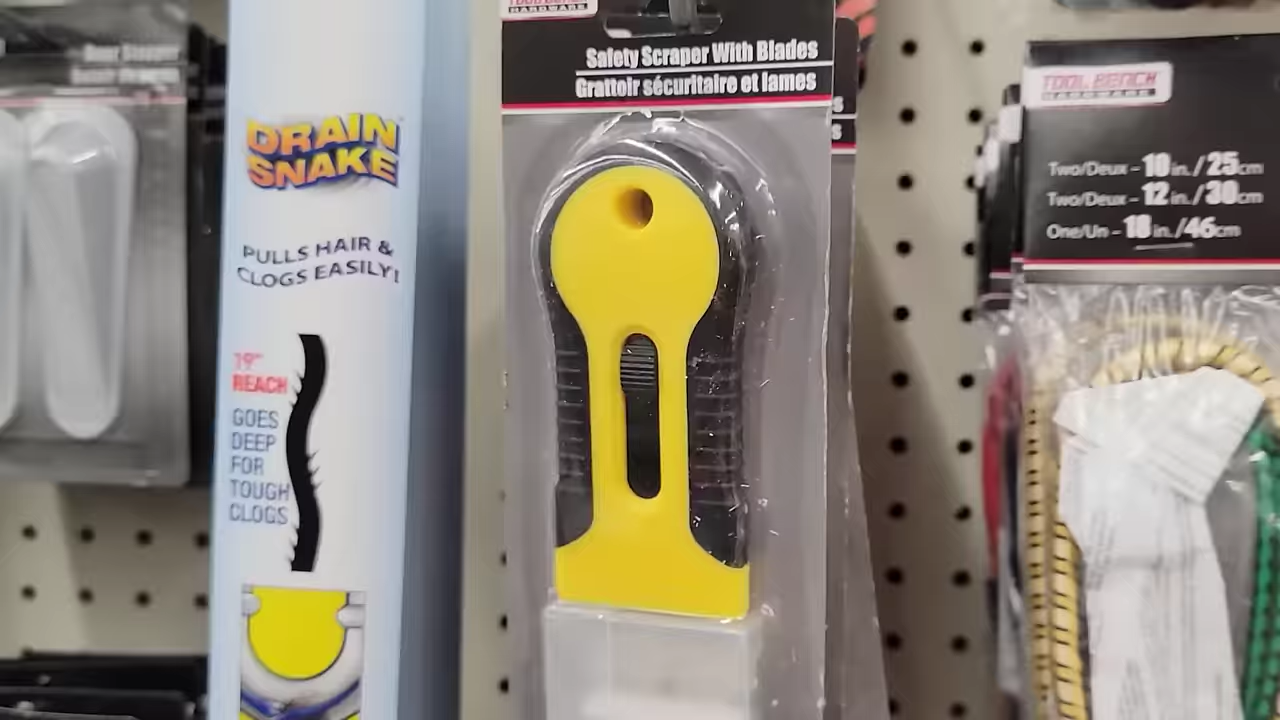 DRAIN
SNAKE
PULLS HAIR &
CLOGS EASILY!
19"
REACH
GOES
DEEP
FOR
TOUGH
CLOGS
HARDWARE
Safety Scraper With Blades
Grattoir sécuritaire et lames
s
s
TOOL BENCH
HARDWARE
Two/Deux – 10 in. / 25cm
Two/Deux – 12 in. / 30cm
One/Un – 18 in. / 46cm